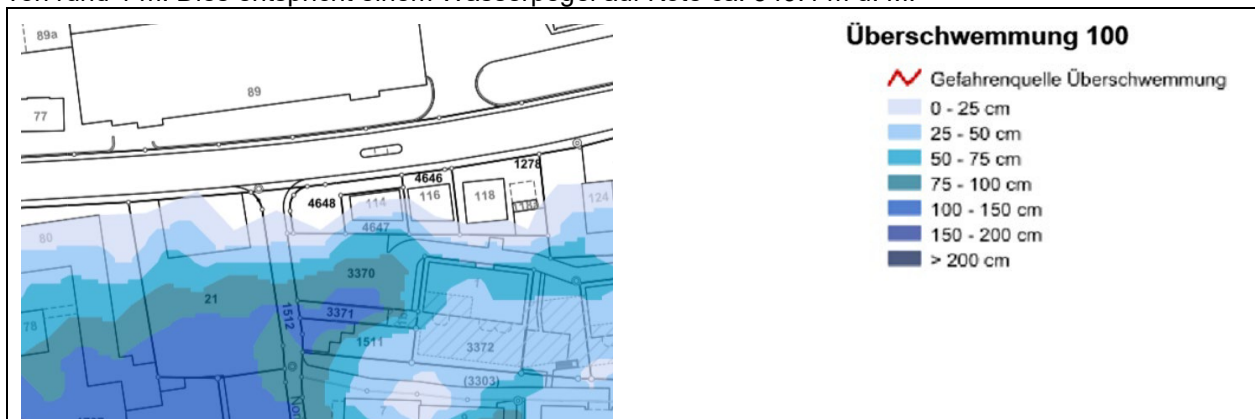 Überschwemmung 100
Gefahrenquelle Überschwemmung
0 - 25 cm
25 - 50 cm
50 - 75 cm
75 - 100 cm
100 - 150 cm
150 - 200 cm
> 200 cm
89a
89
77
1278
4646
4648
114
116
118
124
4647
80
3370
1
21
1512
3371
78
1511
3372
(3303)
7